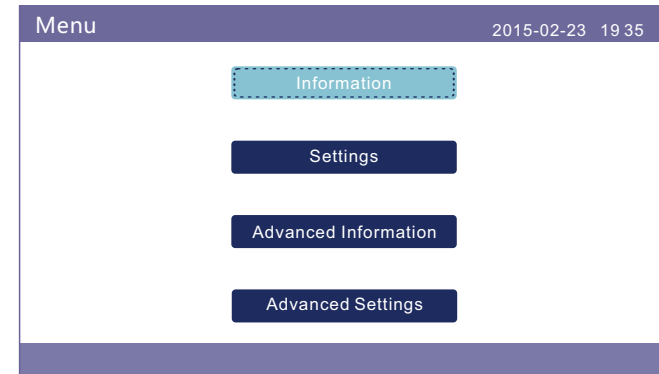 Menu
2015-02-23 19 35
Information
Settings
Advanced Information
Advanced Settings